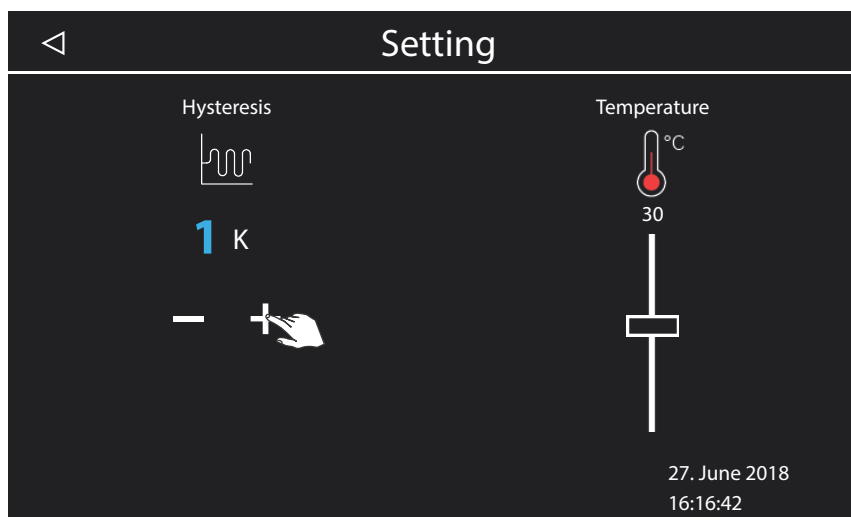 Setting
Hysteresis
1 K
Temperature
°C
30
27. June 2018
16:16:42